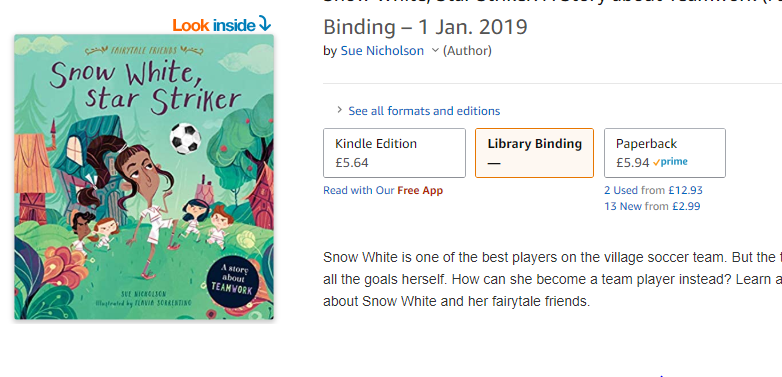 Look inside
FAIRYTALE FRIENDS
Snow White,
star Striker
A story
about
TEAMWORK
SUE NICHOLSON
Illustrated by FLAVIA SORRENTINO
Binding – 1 Jan. 2019
by Sue Nicholson (Author)
See all formats and editions
Kindle Edition
£5.64
Library Binding
—
Paperback
£5.94 prime
Read with Our Free App
2 Used from £12.93
13 New from £2.99
Snow White is one of the best players on the village soccer team. But the
all the goals herself. How can she become a team player instead? Learn
about Snow White and her fairytale friends.